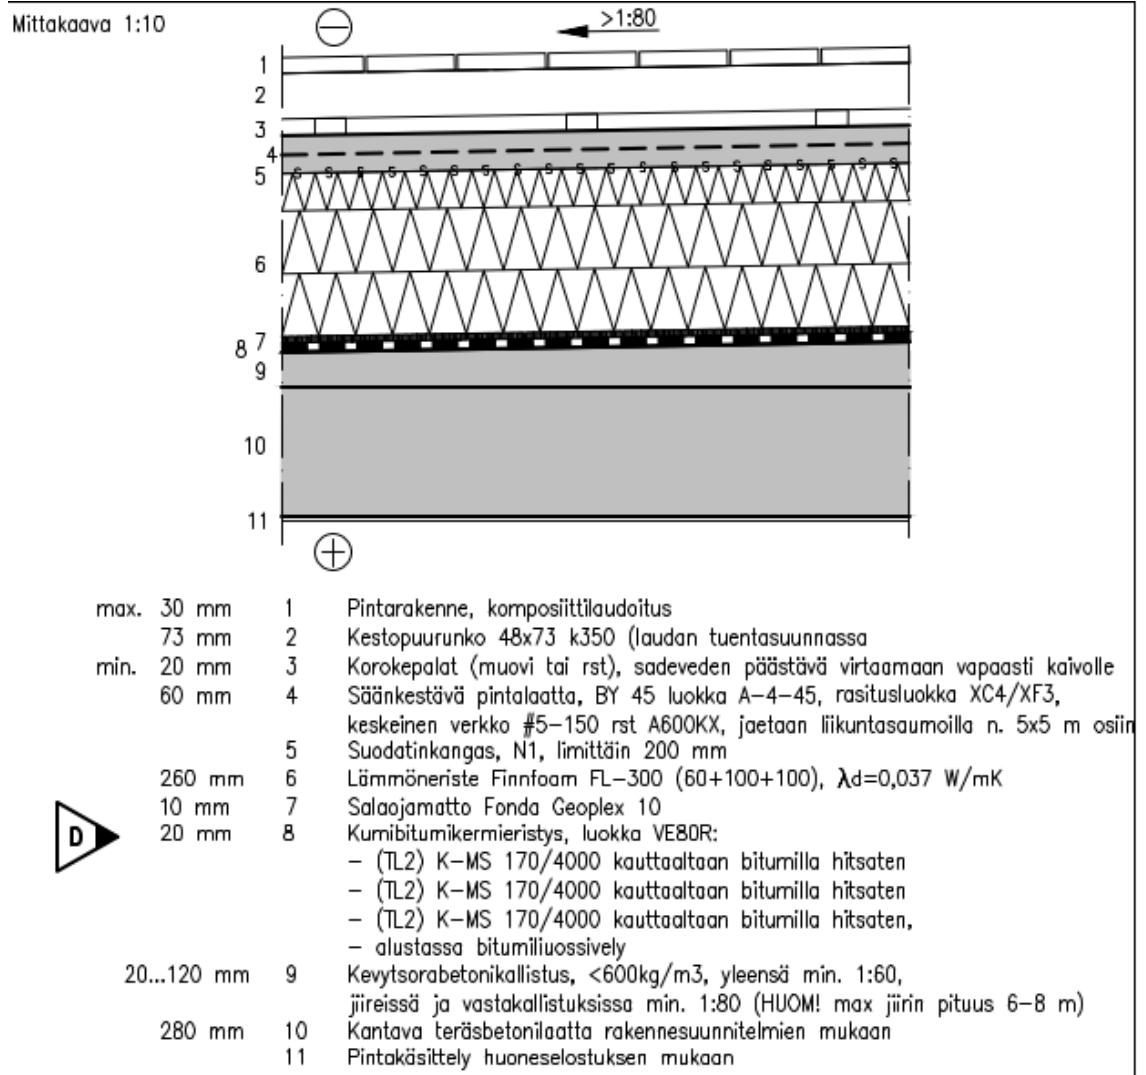 Mittakaava 1:10
>1:80
1
2
3
4
5
6
7
8
9
10
11
max. 30 mm 1 Pintarakenne, komposiittilaudoitus
73 mm 2 Kestopuurunko 48x73 k350 (laudan tuentasuunnassa
min. 20 mm 3 Korokepalat (muovi tai rst), sadeveden päästävä virtaamaan vapaasti kaivolle
60 mm 4 Säänkestävä pintalaatta, BY 45 luokka A-4-45, rasitusluokka XC4/XF3,
keskeinen verkko #5-150 rst A600KX, jaetaan liikuntasaumoilla n. 5x5 m osiin
5 Suodatinkangas, N1, limittäin 200 mm
260 mm 6 Lämmöneriste Finnfoam FL-300 (60+100+100), λd=0,037 W/mK
10 mm 7 Salaojamatto Fonda Geoplex 10
D 20 mm 8 Kumibitumikermieristys, luokka VE80R:
- (TL2) K-MS 170/4000 kauttaaltaan bitumilla hitsaten
- (TL2) K-MS 170/4000 kauttaaltaan bitumilla hitsaten
- (TL2) K-MS 170/4000 kauttaaltaan bitumilla hitsaten,
- alustassa bitumiliuossively
20...120 mm 9 Kevytsorabetonikallistus, <600kg/m3, yleensä min. 1:60,
jiireissä ja vastakallistuksissa min. 1:80 (HUOM! max jiirin pituus 6-8 m)
280 mm 10 Kantava teräsbetonilaatta rakennesuunnitelmien mukaan
11 Pintakäsittely huoneselostuksen mukaan